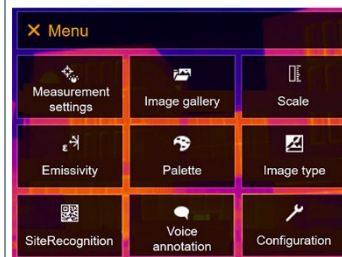 Menu
Measurement
settings
Image gallery
Scale
ε
Emissivity
Palette
Image type
SiteRecognition
Voice
annotation
Configuration